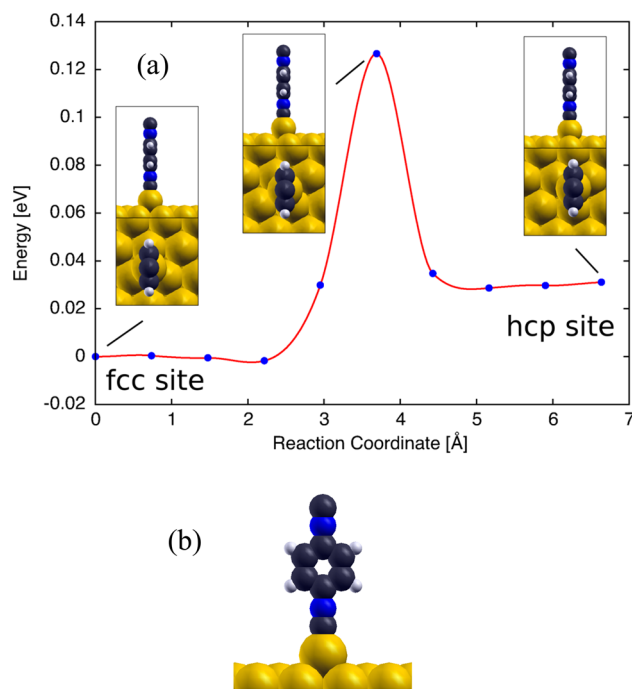 0.14
0.12
0.1
0.08
0.06
0.04
0.02
0
-0.02
Energy [eV]
(a)
fcc site
hcp site
0 1 2 3 4 5 6 7
Reaction Coordinate [Å]
(b)